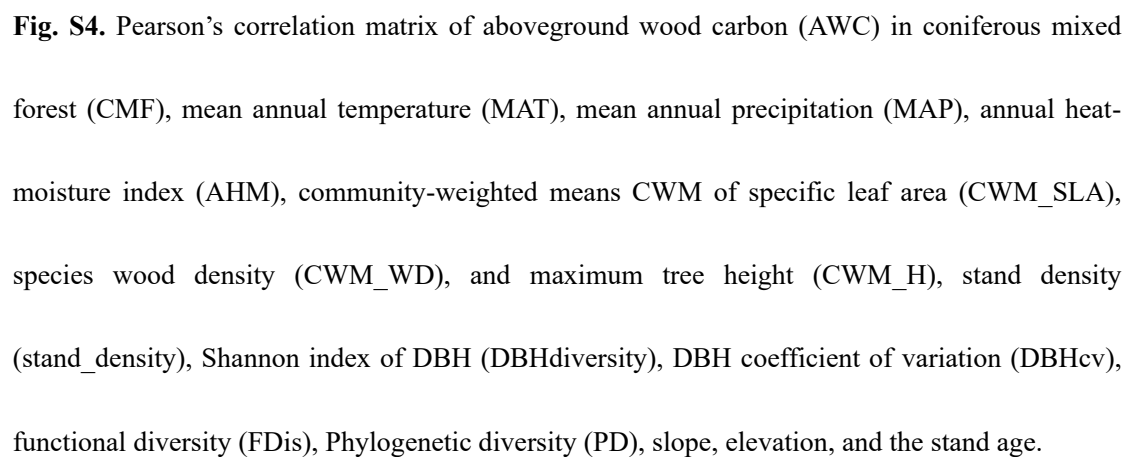 Fig. S4. Pearson’s correlation matrix of aboveground wood carbon (AWC) in coniferous mixed
forest (CMF), mean annual temperature (MAT), mean annual precipitation (MAP), annual heat-
moisture index (AHM), community-weighted means CWM of specific leaf area (CWM_SLA),
species wood density (CWM_WD), and maximum tree height (CWM_H), stand density
(stand_density), Shannon index of DBH (DBHdiversity), DBH coefficient of variation (DBHcv),
functional diversity (FDis), Phylogenetic diversity (PD), slope, elevation, and the stand age.